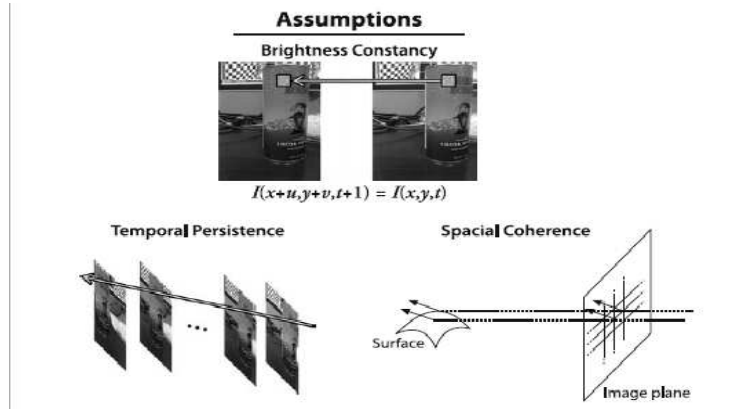 Assumptions
Brightness Constancy
I(x+u,y+v,t+1) = I(x,y,t)
Temporal Persistence
Spacial Coherence
Surface
Image plane